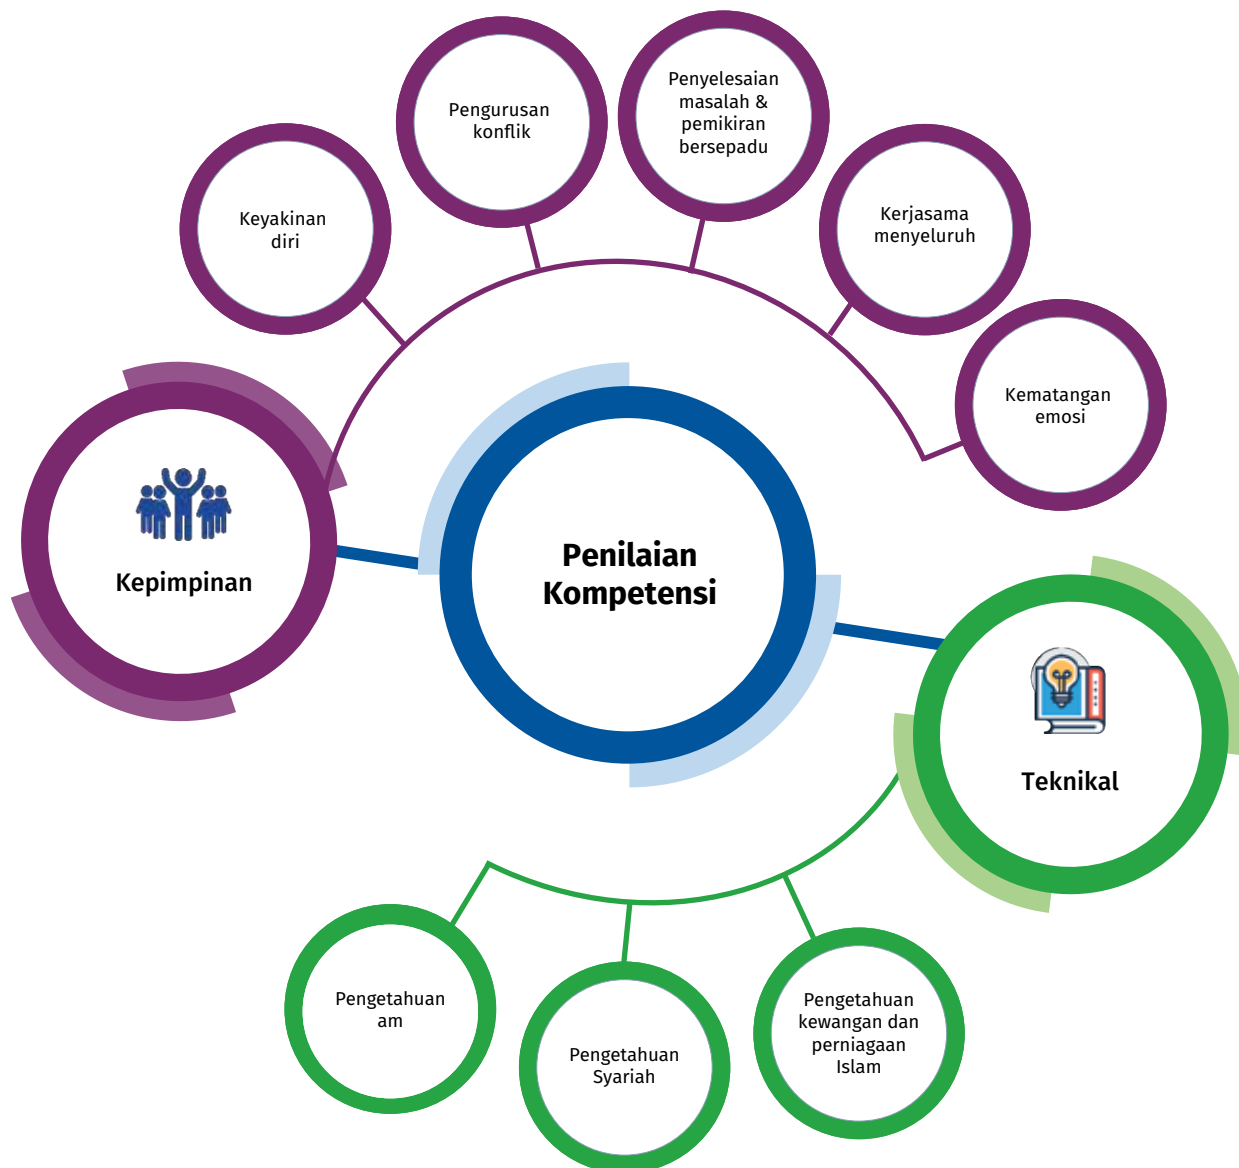 Penyelesaian
masalah &
pemikiran
bersepadu
Pengurusan
konflik
Kerjasama
menyeluruh
Keyakinan
diri
Kematangan
emosi
Kepimpinan
Penilaian
Kompetensi
Teknikal
Pengetahuan
am
Pengetahuan
Syariah
Pengetahuan
kewangan dan
perniagaan
Islam